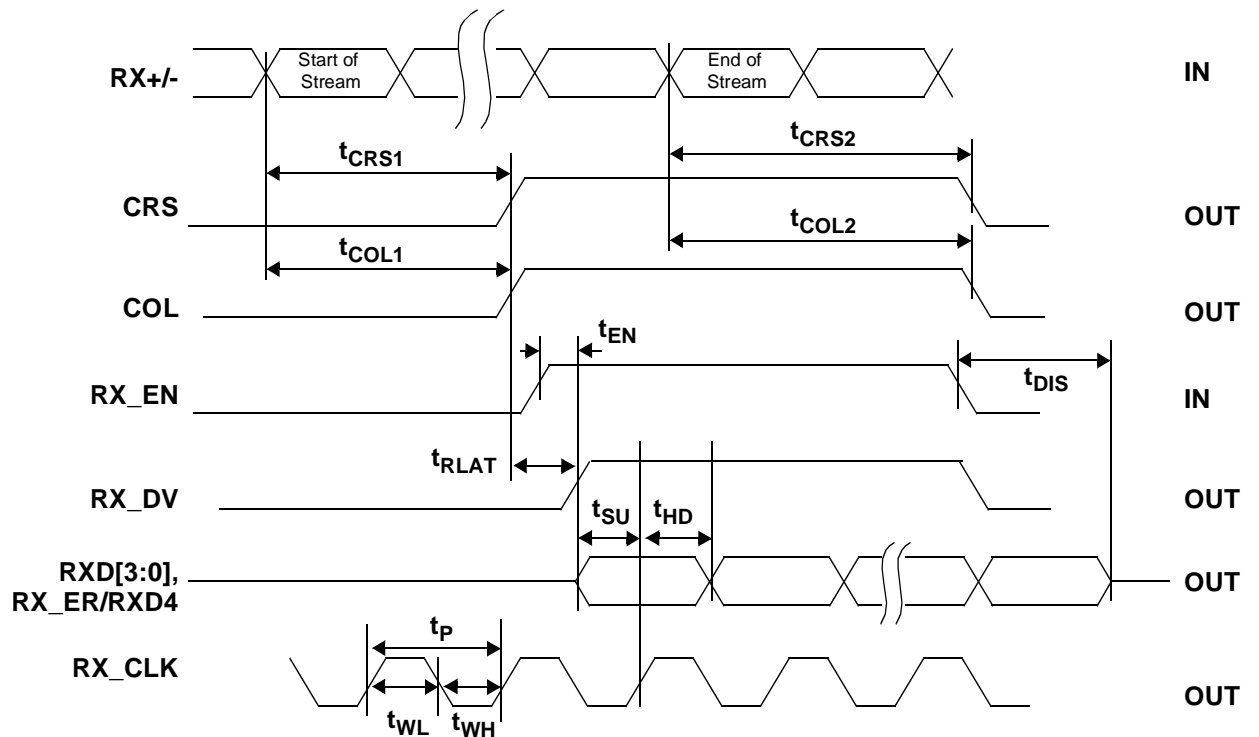 RX+/-
Start of
Stream
End of
Stream
IN
tCRS1
tCRS2
CRS
OUT
tCOL1
tCOL2
COL
OUT
tEN
RX_EN
tDIS
IN
tRLAT
RX_DV
OUT
tSU
tHD
RXD[3:0],
RX_ER/RXD4
OUT
tP
RX_CLK
OUT
tWL
tWH